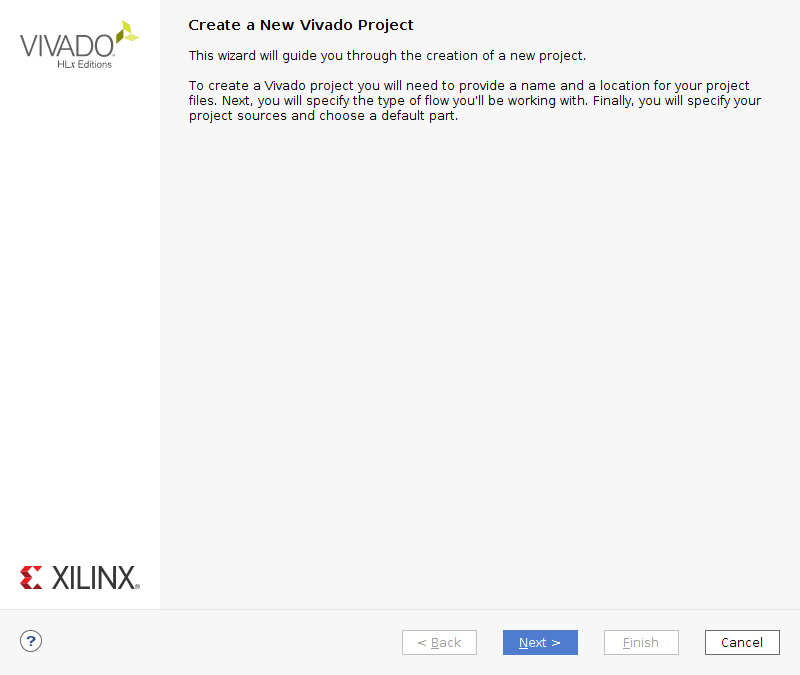 VIVADO
HLx Editions
Create a New Vivado Project
This wizard will guide you through the creation of a new project.
To create a Vivado project you will need to provide a name and a location for your project
files. Next, you will specify the type of flow you'll be working with. Finally, you will specify your
project sources and choose a default part.
XILINX®
?
< Back
Next >
Finish
Cancel